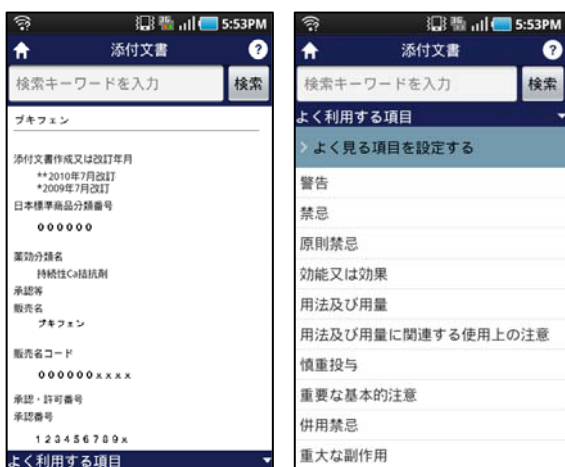 5:53PM
添付文書
?
検索キーワードを入力
検索
ブキフェン
添付文書作成又は改訂年月
**2010年7月改訂
*2009年7月改訂
日本標準商品分類番号
000000
薬効分類名
持続性Ca拮抗剤
承認等
販売名
ブキフェン
販売名コード
000000xxxx
承認・許可番号
承認番号
123456789x
よく利用する項目
5:53PM
添付文書
?
検索キーワードを入力
検索
よく利用する項目
よく見る項目を設定する
警告
禁忌
原則禁忌
効能又は効果
用法及び用量
用法及び用量に関連する使用上の注意
慎重投与
重要な基本的注意
併用禁忌
重大な副作用